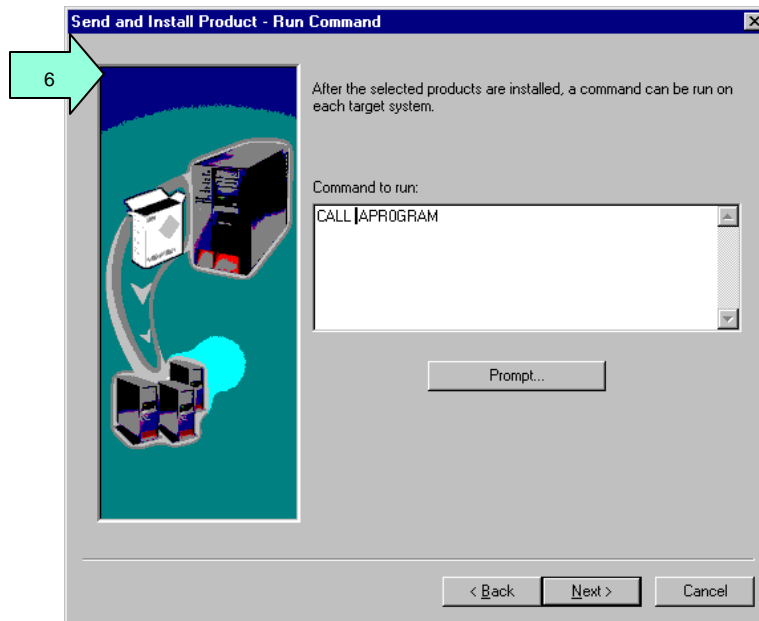 Send and Install Product - Run Command
6
After the selected products are installed, a command can be run on
each target system.
Command to run:
CALL APROGRAM
Prompt...
< Back
Next >
Cancel